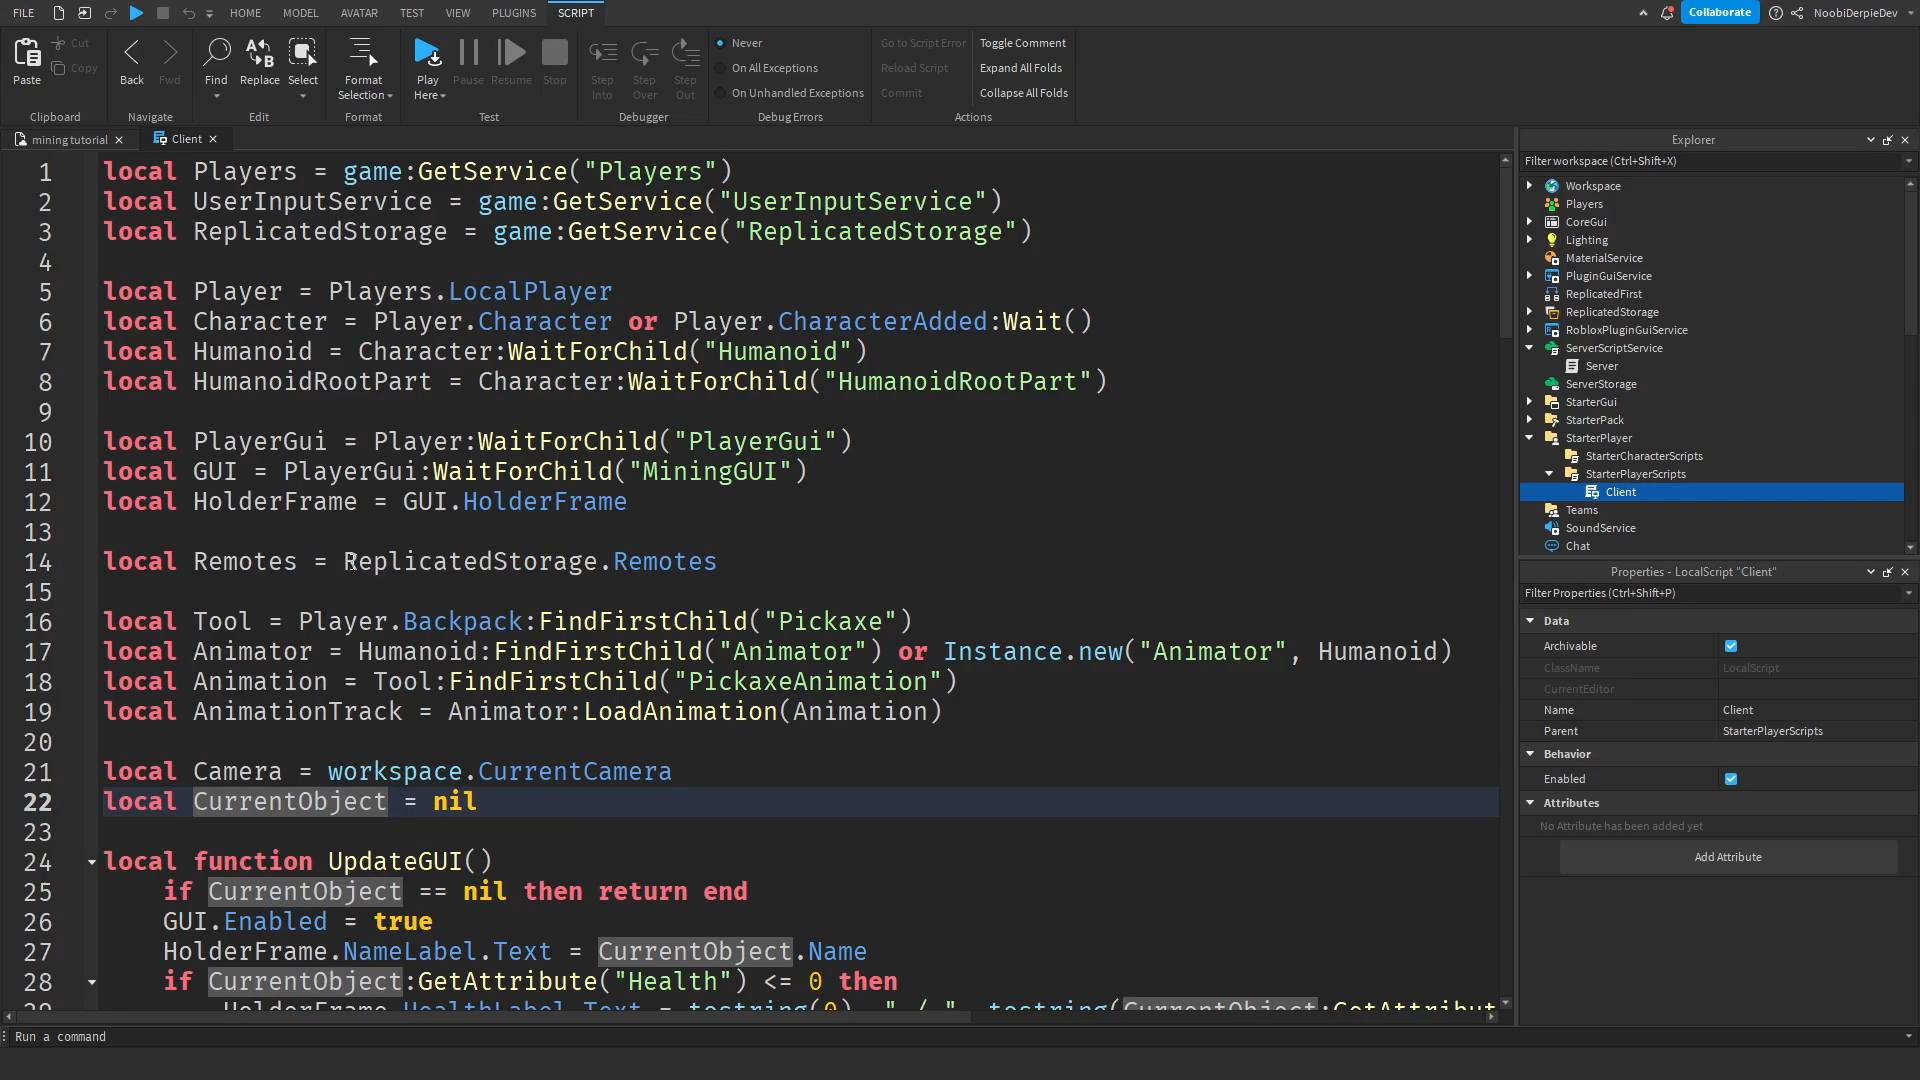 FILE HOME MODEL AVATAR TEST VIEW PLUGINS SCRIPT Collaborate NoobiDerpieDev
Paste Cut Copy
Clipboard
Back Fwd
Navigate
Find Replace Select
Edit
Format Selection
Format
Play Here Pause Resume Stop
Test
Step Into Step Over Step Out
Debugger
Never
On All Exceptions
On Unhandled Exceptions
Debug Errors
Go to Script Error
Reload Script
Commit
Toggle Comment
Expand All Folds
Collapse All Folds
Actions
mining tutorial
Client
1 local Players = game:GetService("Players")
2 local UserInputService = game:GetService("UserInputService")
3 local ReplicatedStorage = game:GetService("ReplicatedStorage")
4
5 local Player = Players.LocalPlayer
6 local Character = Player.Character or Player.CharacterAdded:Wait()
7 local Humanoid = Character:WaitForChild("Humanoid")
8 local HumanoidRootPart = Character:WaitForChild("HumanoidRootPart")
9
10 local PlayerGui = Player:WaitForChild("PlayerGui")
11 local GUI = PlayerGui:WaitForChild("MiningGUI")
12 local HolderFrame = GUI.HolderFrame
13
14 local Remotes = ReplicatedStorage.Remotes
15
16 local Tool = Player.Backpack:FindFirstChild("Pickaxe")
17 local Animator = Humanoid:FindFirstChild("Animator") or Instance.new("Animator", Humanoid)
18 local Animation = Tool:FindFirstChild("PickaxeAnimation")
19 local AnimationTrack = Animator:LoadAnimation(Animation)
20
21 local Camera = workspace.CurrentCamera
22 local CurrentObject = nil
23
24 local function UpdateGUI()
25 if CurrentObject == nil then return end
26 GUI.Enabled = true
27 HolderFrame.NameLabel.Text = CurrentObject.Name
28 if CurrentObject:GetAttribute("Health") <= 0 then
Run a command
Explorer
Filter workspace (Ctrl+Shift+X)
Workspace
Players
CoreGui
Lighting
MaterialService
PluginGuiService
ReplicatedFirst
ReplicatedStorage
RobloxPluginGuiService
ServerScriptService
Server
ServerStorage
StarterGui
StarterPack
StarterPlayer
StarterCharacterScripts
StarterPlayerScripts
Client
Teams
SoundService
Chat
Properties - LocalScript "Client"
Filter Properties (Ctrl+Shift+P)
Data
Archivable
ClassName LocalScript
CurrentEditor
Name Client
Parent StarterPlayerScripts
Behavior
Enabled
Attributes
No Attribute has been added yet
Add Attribute